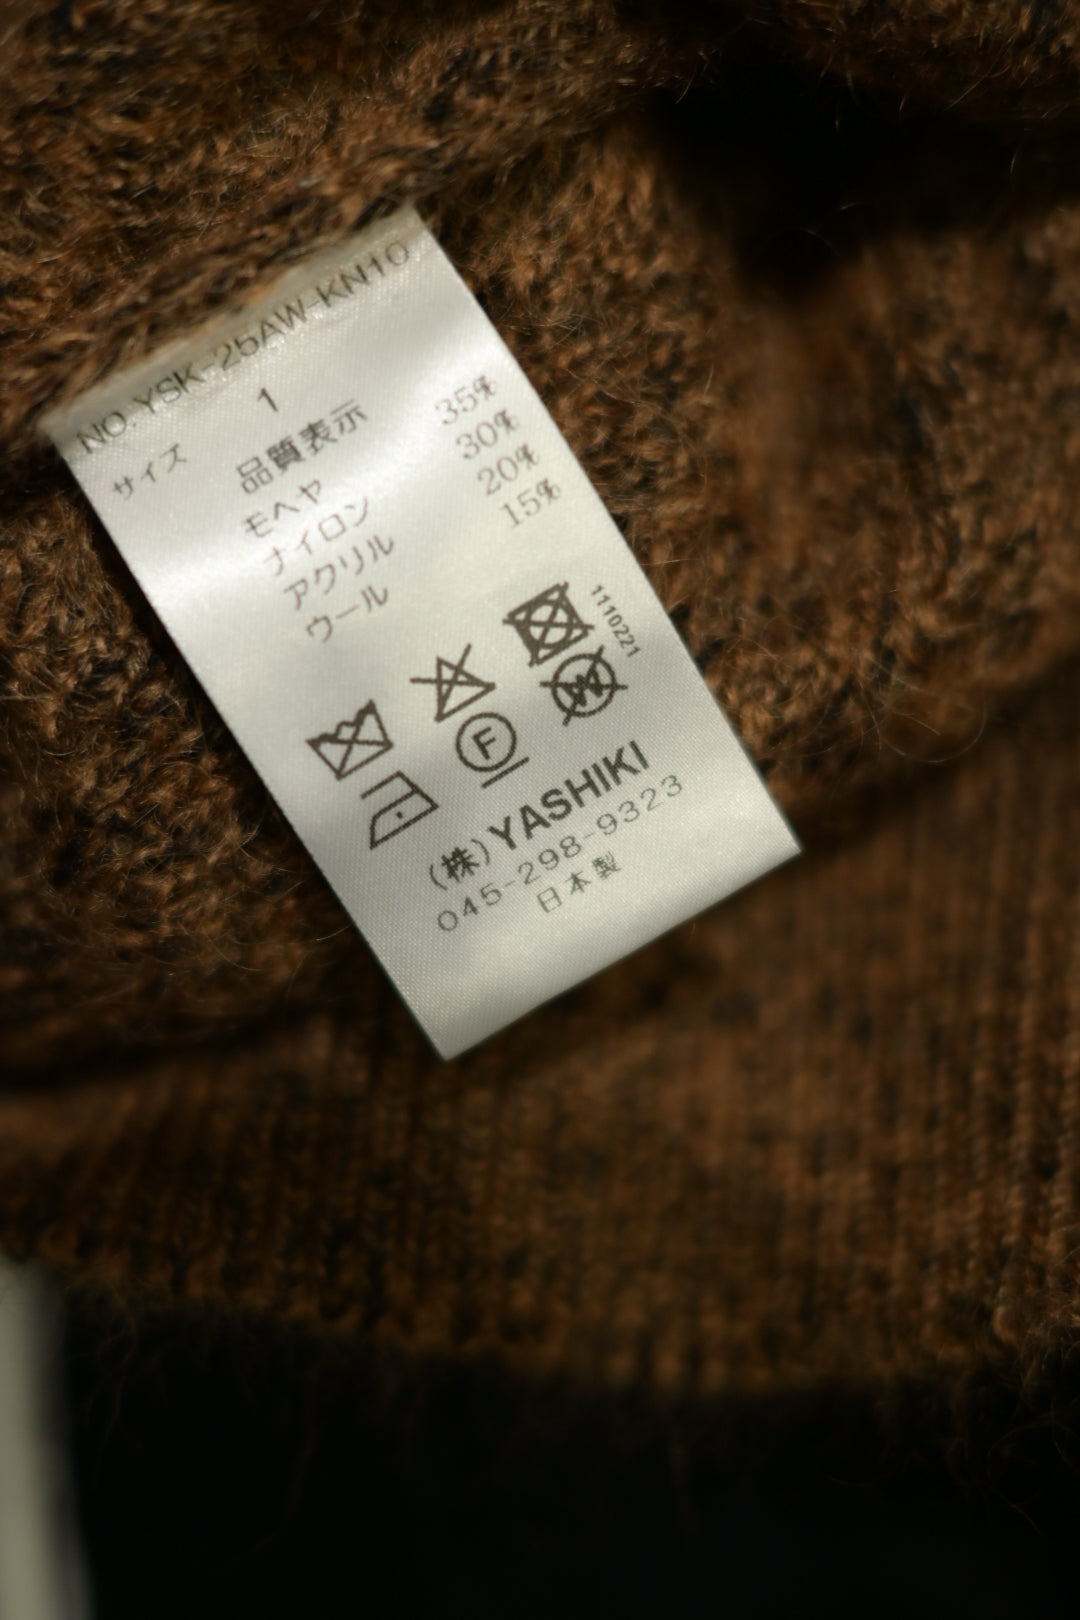 NO.YSK-25AW-KN10
サイズ 1
品質表示
モヘヤ 35%
ナイロン 30%
アクリル 20%
ウール 15%
1110221
W
F
(株)YASHIKI
045-298-9323
日本製